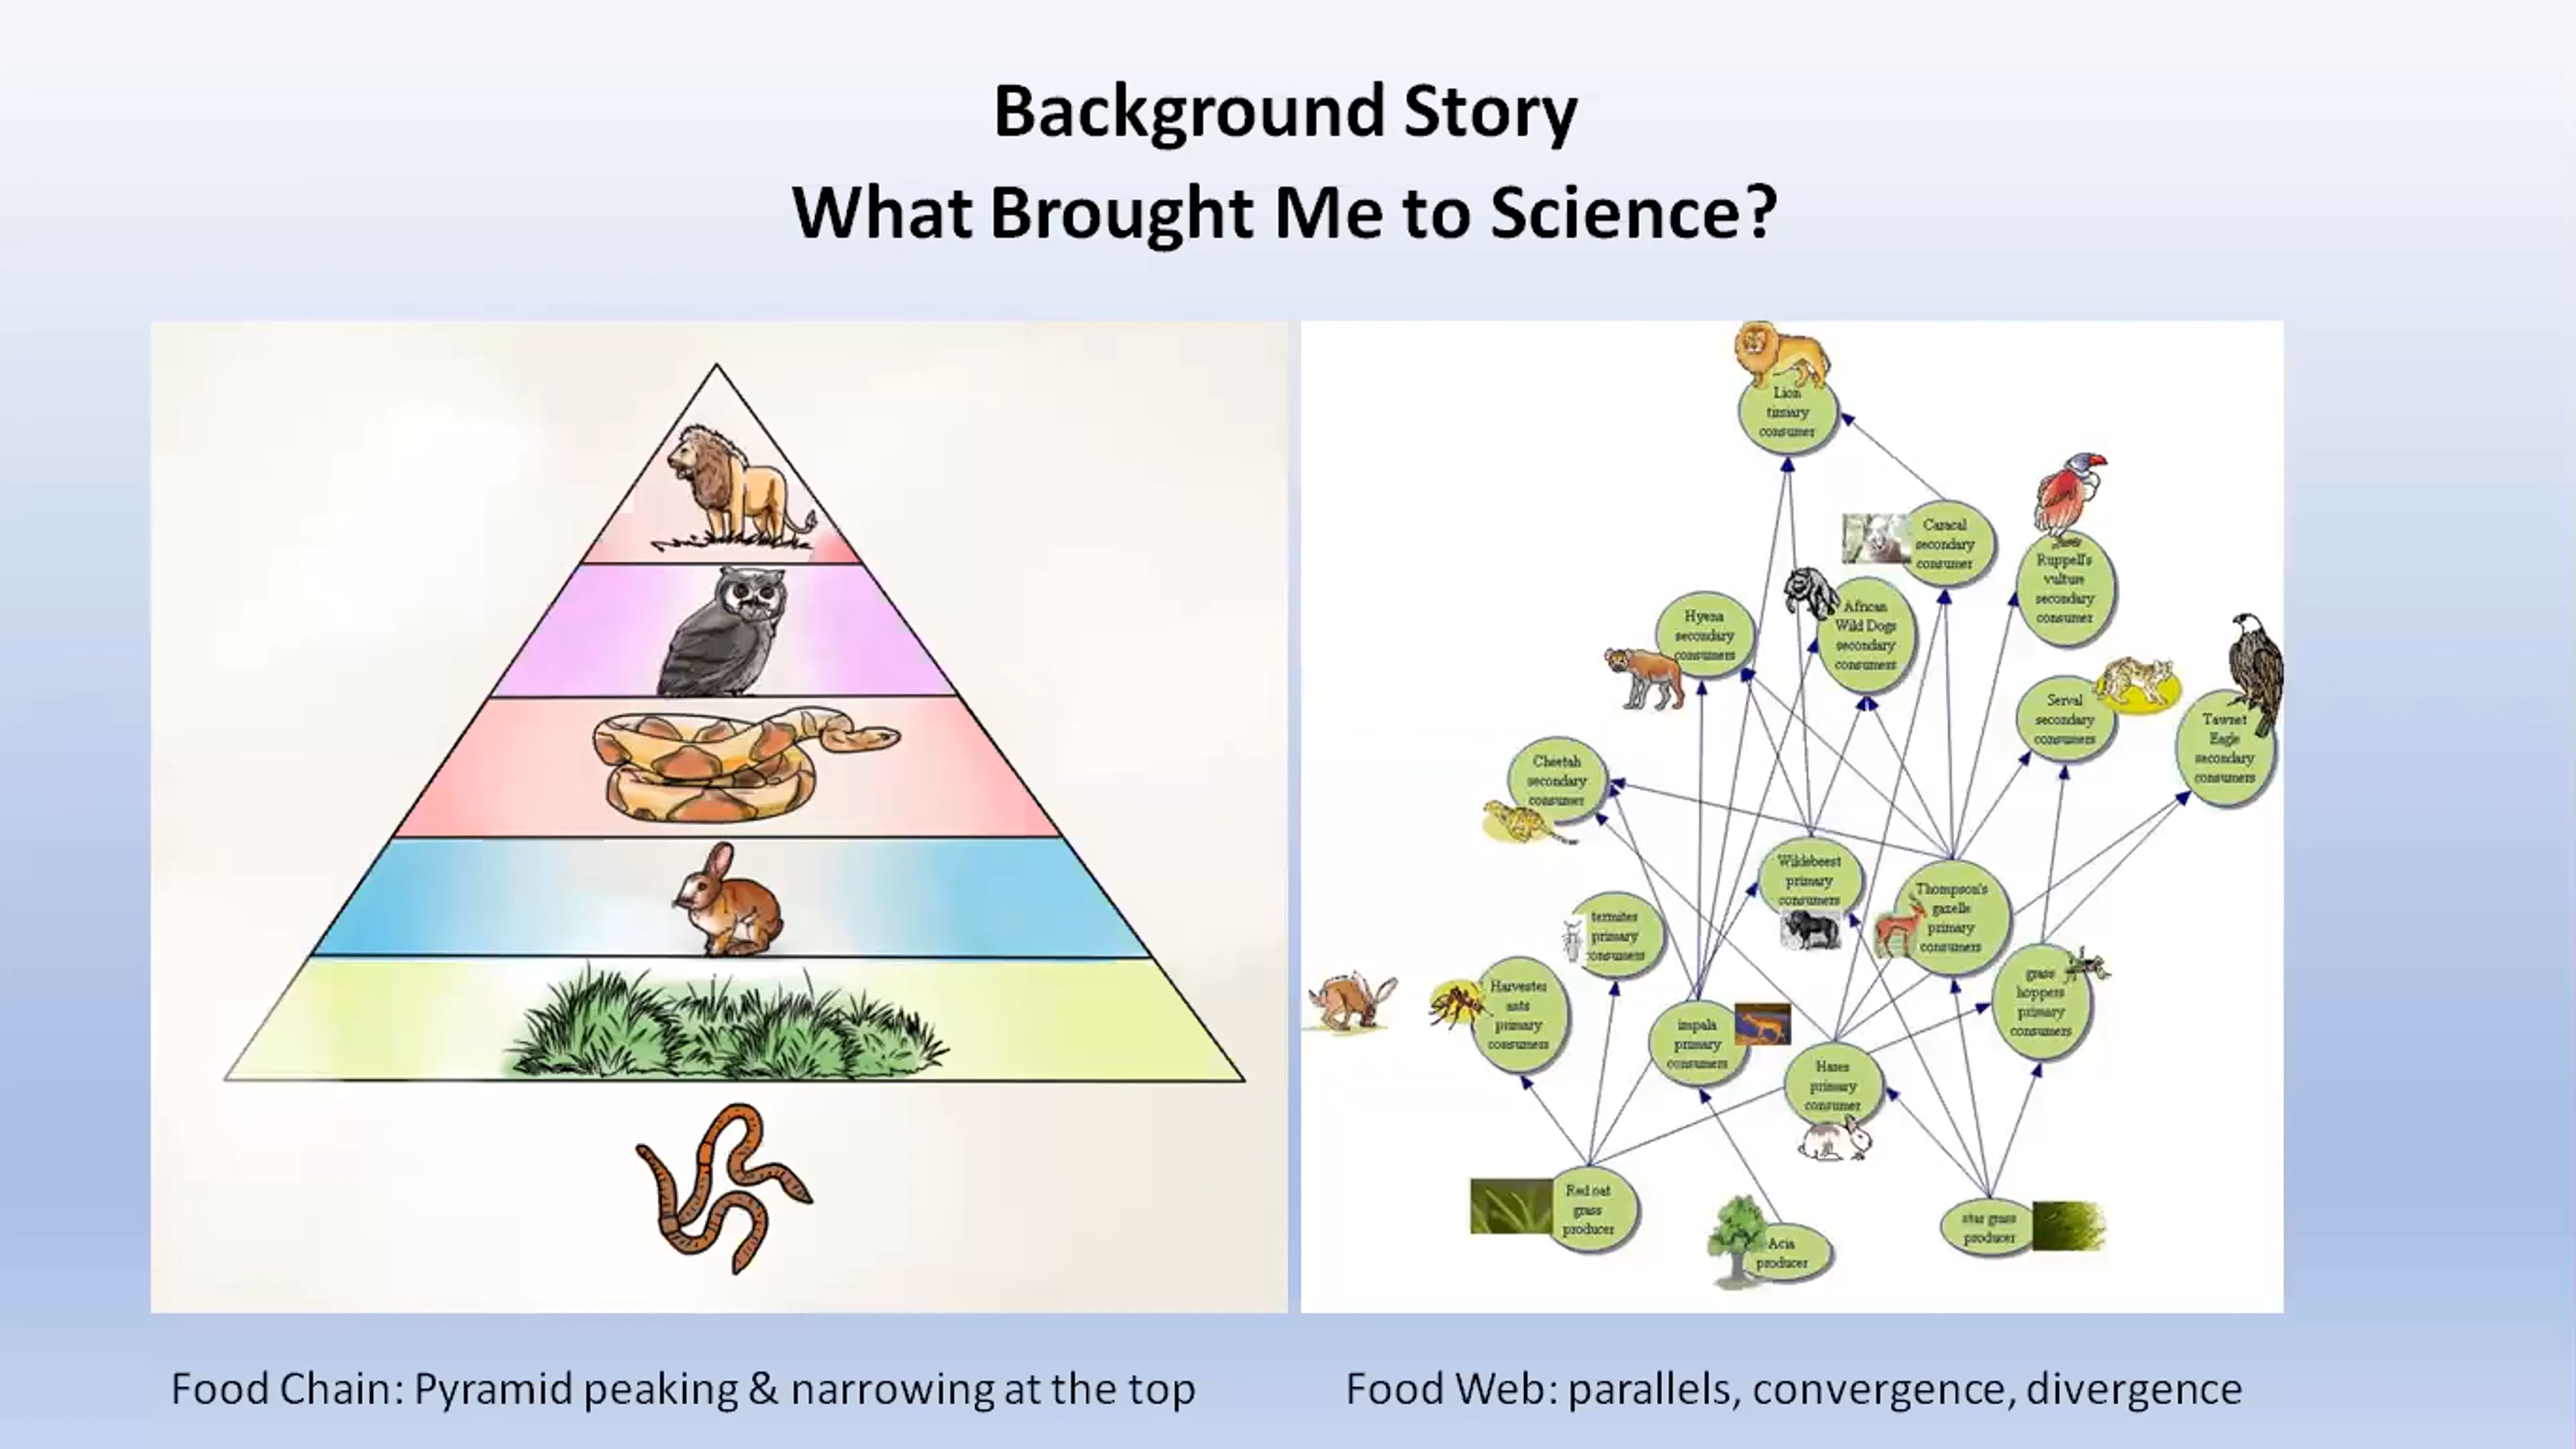 Background Story
What Brought Me to Science?
Lion
tirsiary
consumer
Caracal
secondary
consumer
Ruppell's
vulture
secondary
consumer
Hyena
secondary
consumers
African
Wild Dogs
secondary
consumers
Serval
secondary
consumers
Tawnet
Eagle
secondary
consumers
Cheetah
secondary
consumer
Wildebeest
primary
consumers
Thompson's
gazelle
primary
consumers
termites
primary
consumers
Harvester
ants
primary
consumers
impala
primary
consumers
grass
hoppers
primary
consumers
Hares
primary
consumer
Red oat
grass
producer
Acia
producer
star grass
producer
Food Chain: Pyramid peaking & narrowing at the top
Food Web: parallels, convergence, divergence